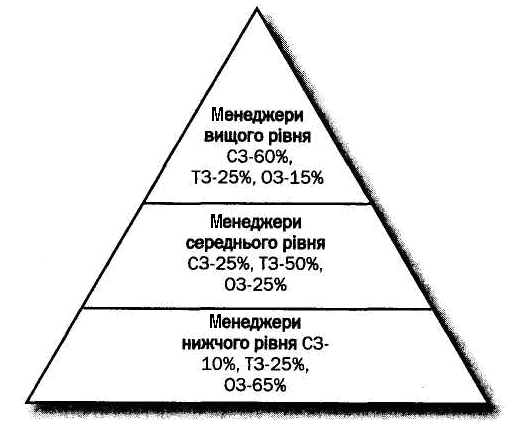 Менеджери
вищого рівня
СЗ-60%,
ТЗ-25%, ОЗ-15%
Менеджери
середнього рівня
СЗ-25%, ТЗ-50%,
ОЗ-25%
Менеджери
нижчого рівня СЗ-
10%, ТЗ-25%,
ОЗ-65%